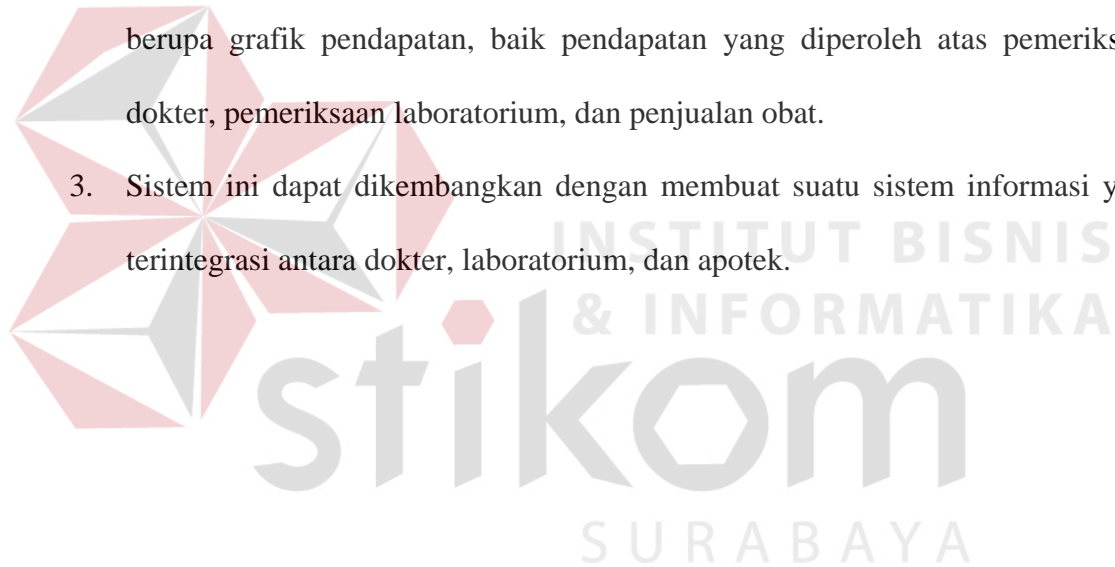 berupa grafik pendapatan, baik pendapatan yang diperoleh atas
dokter, pemeriksaan laboratorium, dan penjualan obat.
3. Sistem ini dapat dikembangkan dengan membuat suatu sistem informasi
terintegrasi antara dokter, laboratorium, dan apotek.
INSTITUT BISNIS
& INFORMATIKA
stikom
SURABAYA